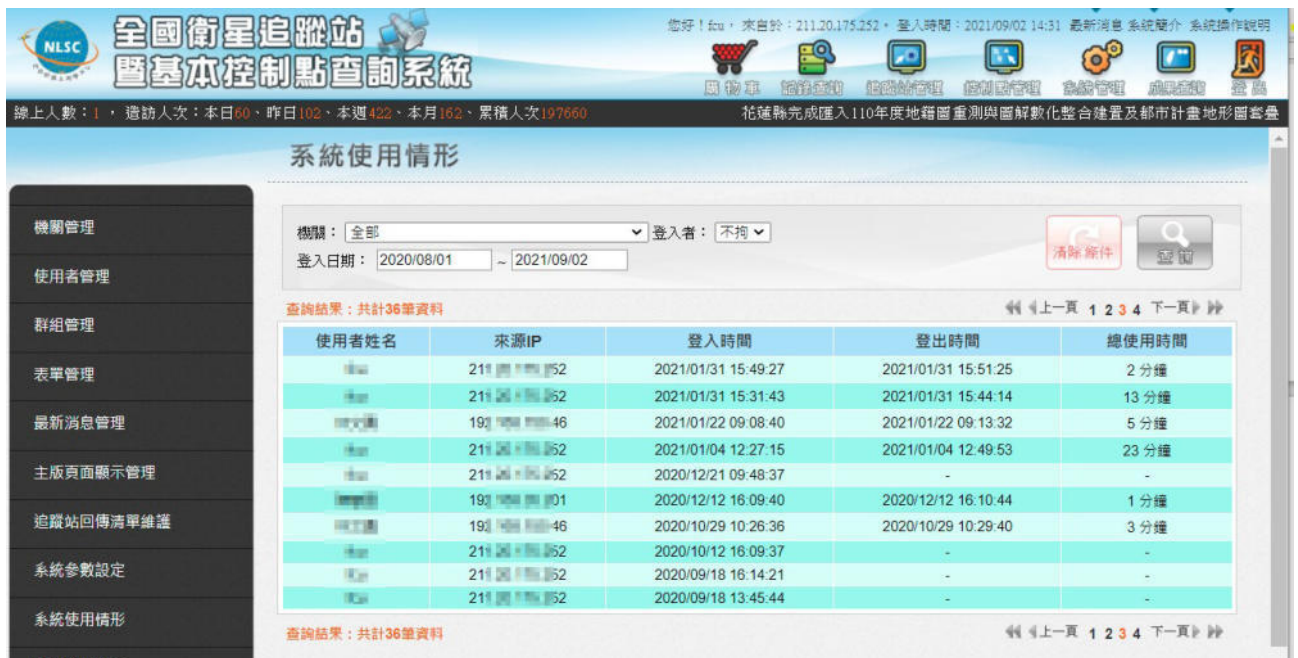 NLSC
全國衛星追蹤站
暨基本控制點查詢系統
您好！fcu， 來自於：211.20.175.252。 登入時間：2021/09/02 14:31 最新消息 系統簡介 系統操作說明
購物車 記錄查詢 追蹤站管理 控制點管理 系統管理 成果查詢 登出
線上人數：1 ， 造訪人次：本日60、昨日102、本週422、本月162、累積人次197660
花蓮縣完成匯入110年度地籍圖重測與圖解數化整合建置及都市計畫地形圖套疊
系統使用情形
機關管理
使用者管理
群組管理
表單管理
最新消息管理
主版頁面顯示管理
追蹤站回傳清單維護
系統參數設定
系統使用情形
機關： 全部 登入者： 不拘
登入日期： 2020/08/01 ~ 2021/09/02
清除條件 查詢
查詢結果：共計36筆資料 上一頁 1 2 3 4 下一頁
使用者姓名 來源IP 登入時間 登出時間 總使用時間
211 52 2021/01/31 15:49:27 2021/01/31 15:51:25 2 分鐘
211 252 2021/01/31 15:31:43 2021/01/31 15:44:14 13 分鐘
192 46 2021/01/22 09:08:40 2021/01/22 09:13:32 5 分鐘
211 252 2021/01/04 12:27:15 2021/01/04 12:49:53 23 分鐘
211 252 2020/12/21 09:48:37 - -
192 01 2020/12/12 16:09:40 2020/12/12 16:10:44 1 分鐘
192 46 2020/10/29 10:26:36 2020/10/29 10:29:40 3 分鐘
211 252 2020/10/12 16:09:37 - -
211 52 2020/09/18 16:14:21 - -
211 52 2020/09/18 13:45:44 - -
查詢結果：共計36筆資料 上一頁 1 2 3 4 下一頁